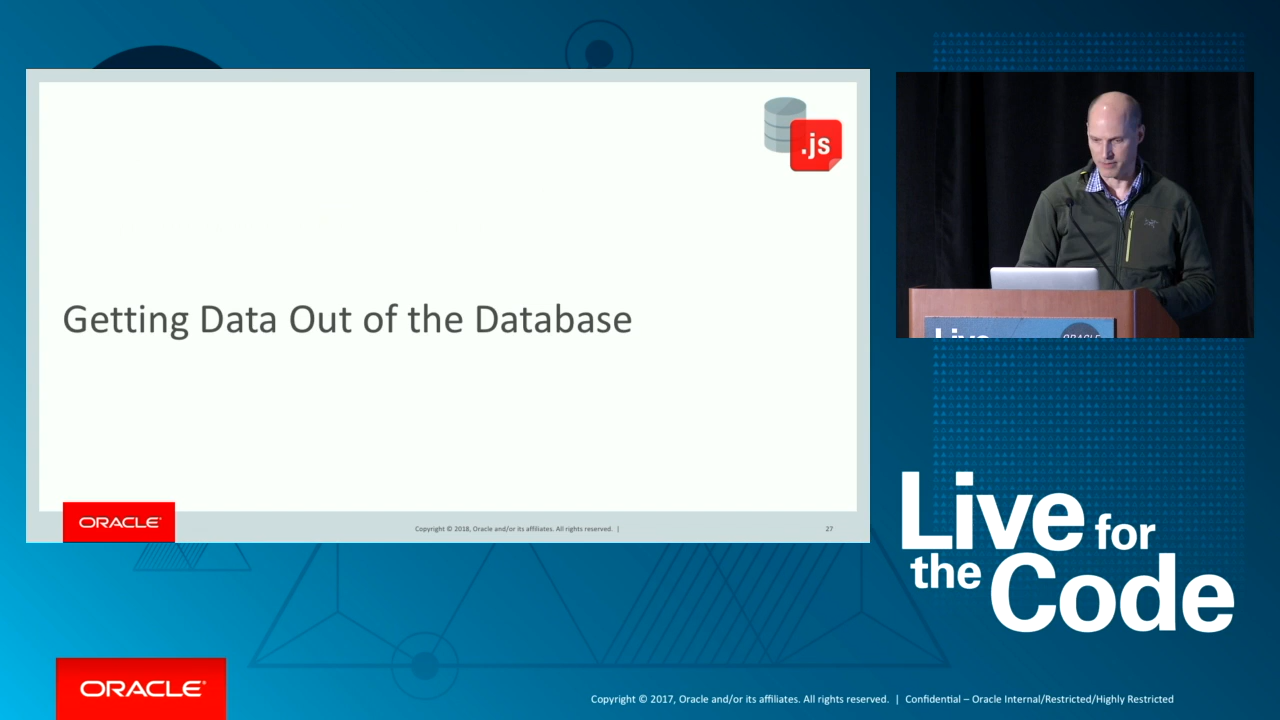 .js
Getting Data Out of the Database
ORACLE
Copyright © 2018, Oracle and/or its affiliates. All rights reserved. |
27
Live
ORACLE
Live for
the Code
ORACLE
Copyright © 2017, Oracle and/or its affiliates. All rights reserved. | Confidential – Oracle Internal/Restricted/Highly Restricted